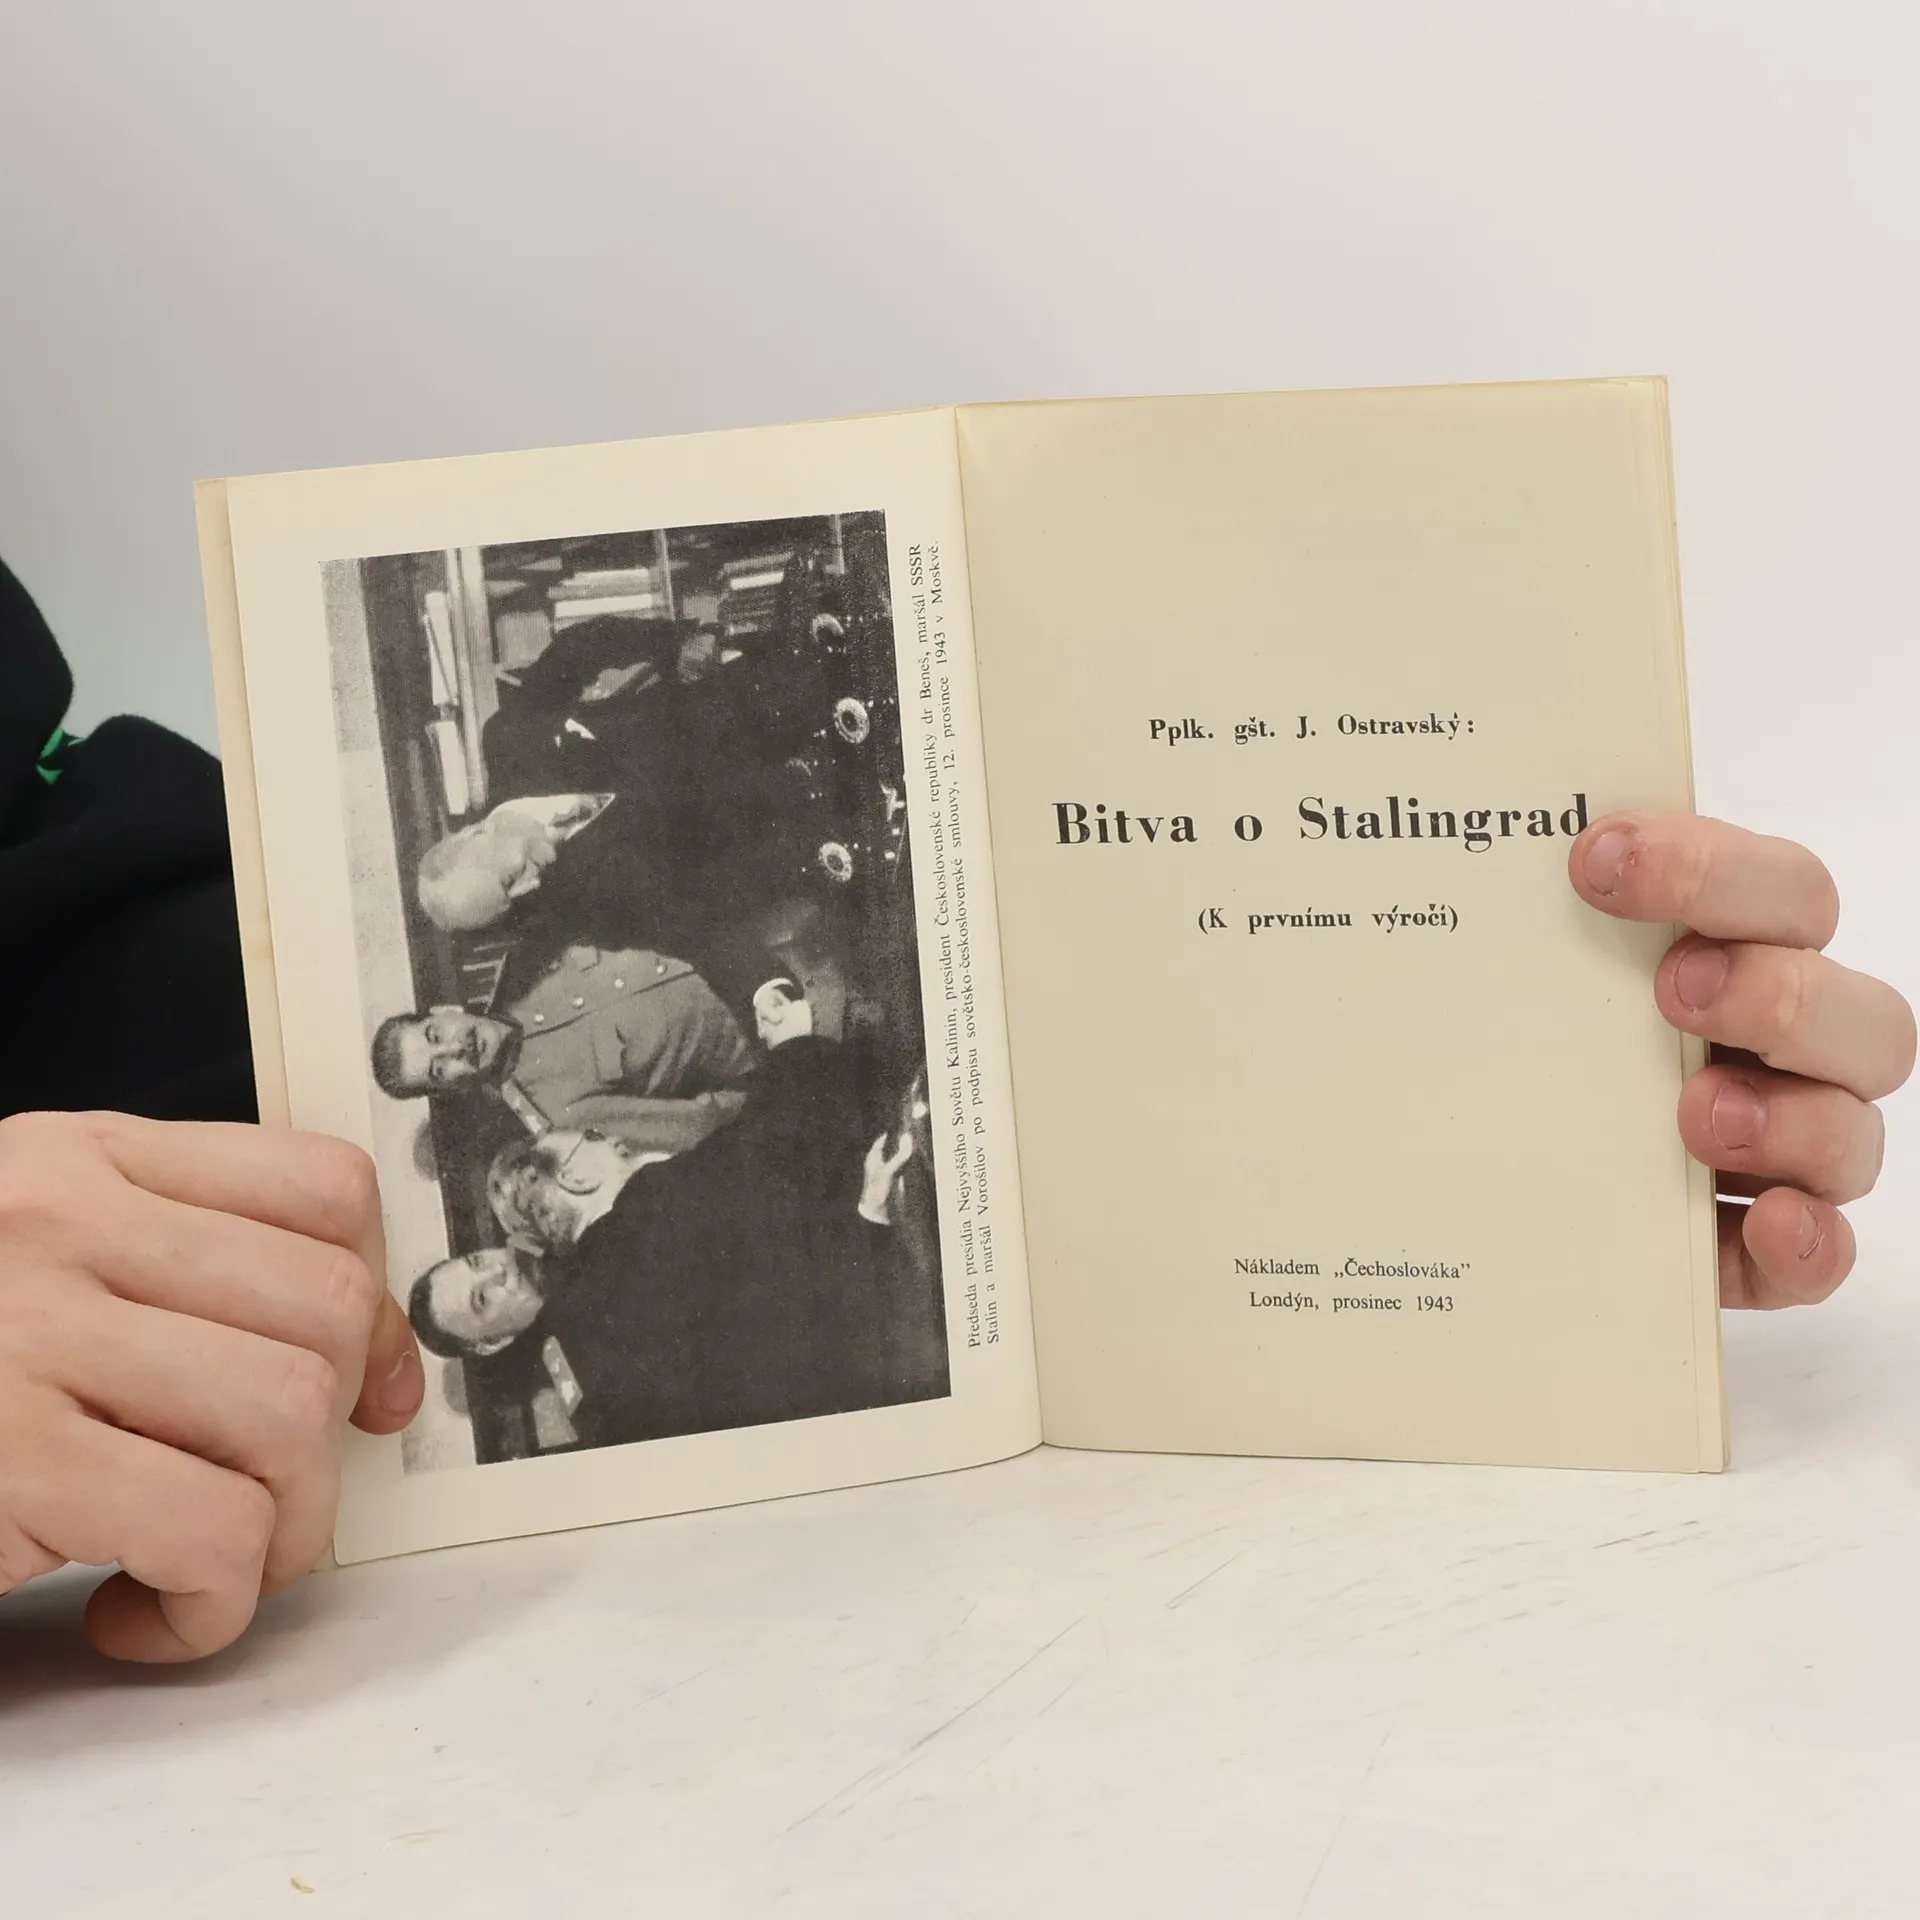 Předseda presidia Nejvyššího Sovětu Kalinin, president Československé republiky dr Beneš, maršál SSSR
Stalin a maršál Vorošilov po podpisu sovětsko-československé smlouvy, 12. prosince 1943 v Moskvě.
Pplk. gšt. J. Ostravský:
Bitva o Stalingrad
(K prvnímu výročí)
Nákladem „Čechoslováka”
Londýn, prosinec 1943